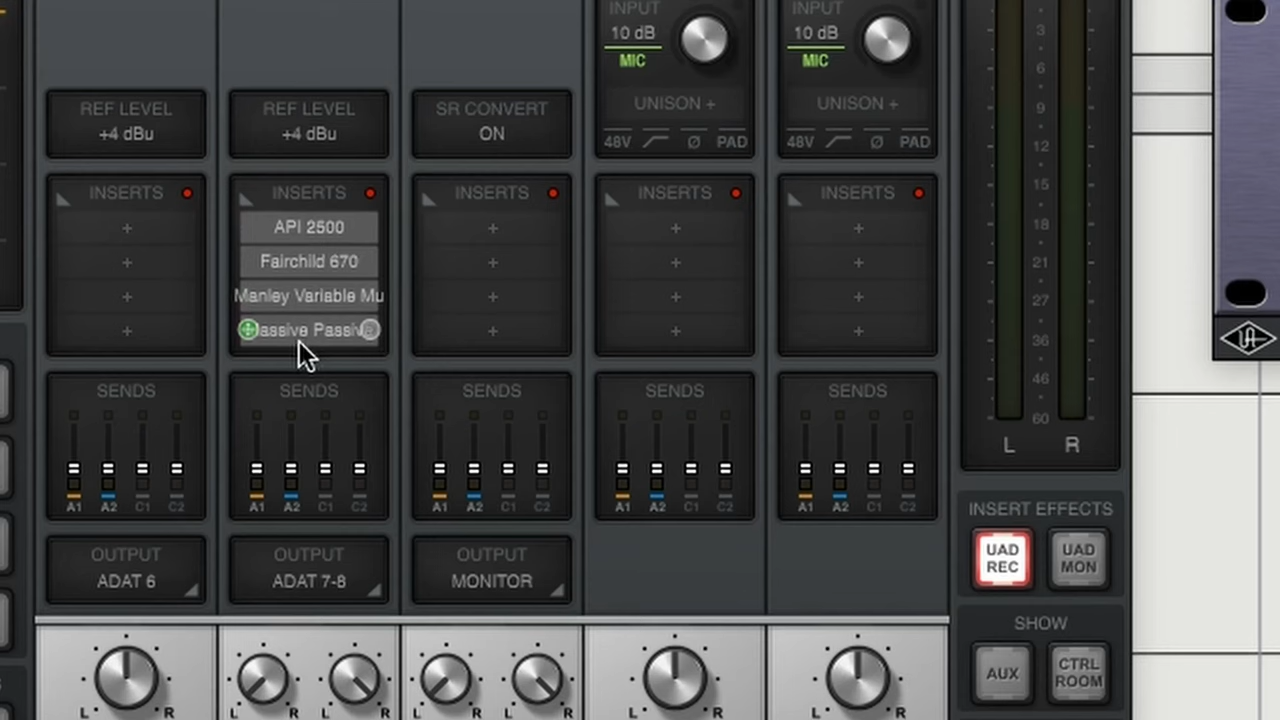 INPUT
10 dB
MIC
UNISON +
48V Ø PAD
INPUT
10 dB
MIC
UNISON +
48V Ø PAD
REF LEVEL
+4 dBu
REF LEVEL
+4 dBu
SR CONVERT
ON
INSERTS
+
+
+
+
INSERTS
API 2500
Fairchild 670
Manley Variable Mu
assive Passiv
INSERTS
+
+
+
+
INSERTS
+
+
+
+
INSERTS
+
+
+
+
SENDS
A1 A2 C1 C2
SENDS
A1 A2 C1 C2
SENDS
A1 A2 C1 C2
SENDS
A1 A2 C1 C2
SENDS
A1 A2 C1 C2
OUTPUT
ADAT 6
OUTPUT
ADAT 7-8
OUTPUT
MONITOR
L R
L R L R
L R L R
L R
L R
3
6
9
12
15
18
21
27
36
46
60
L R
INSERT EFFECTS
UAD REC
UAD MON
SHOW
AUX
CTRL ROOM
UA